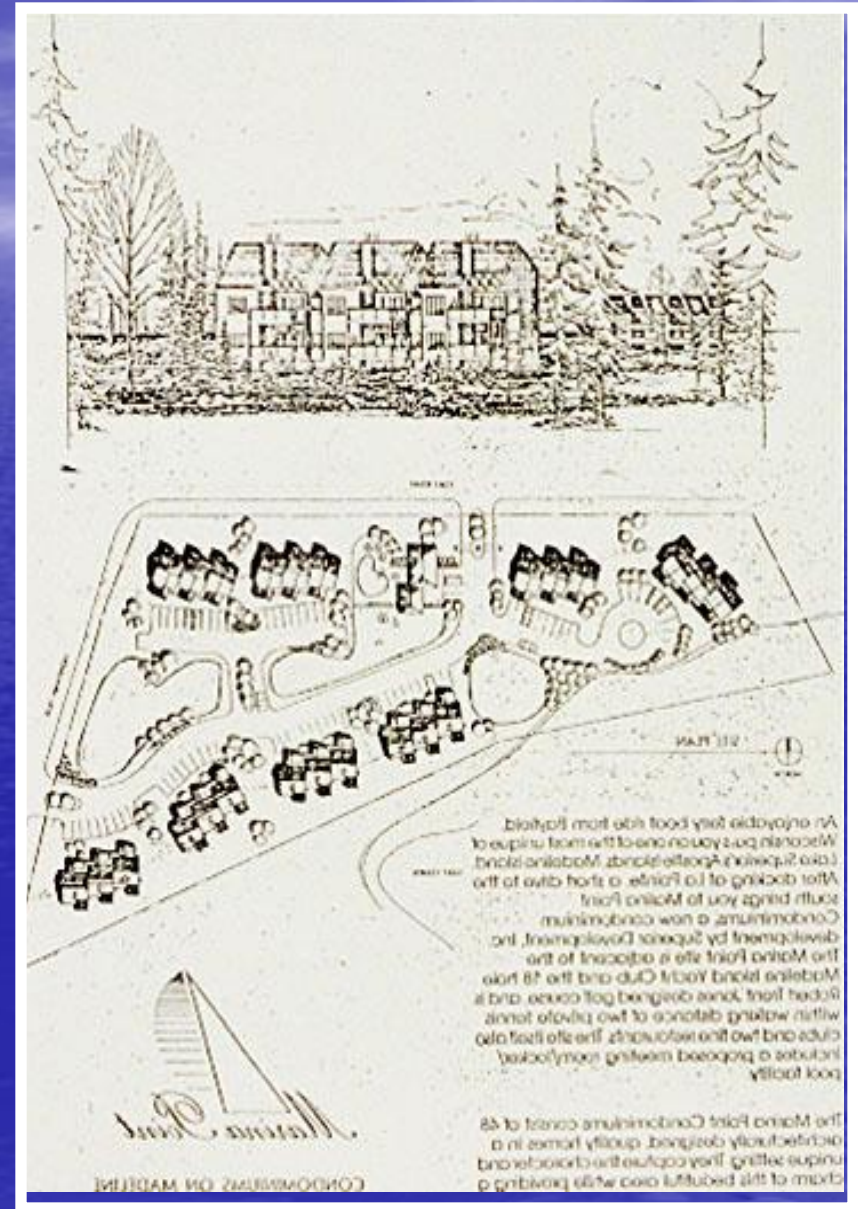 SITE PLAN
NORTH
An enjoyable ferry boat ride from Bayfield,
Wisconsin puts you on one of the most unique of
Lake Superior's Apostle Islands, Madeline Island.
After docking at La Pointe, a short drive to the
south brings you to Marina Point
Condominiums, a new condominium
development by Superior Development, Inc.
The Marina Point site is adjacent to the
Madeline Island Yacht Club and the 18 hole
Robert Trent Jones designed golf course, and is
within walking distance of two private tennis
clubs and two fine restaurants. The site itself also
includes a proposed meeting room/locker/
pool facility.
The Marina Point Condominiums consist of 48
architecturally designed, quality homes in a
unique setting. They capture the character and
charm of this beautiful area while providing a
Marina Point
CONDOMINIUMS ON MADELINE